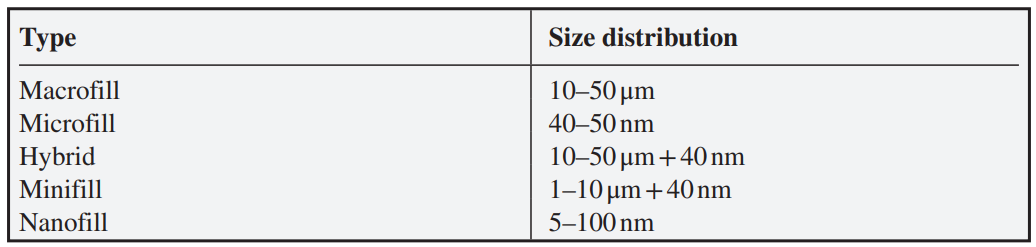 Type Size distribution
Macrofill 10–50 µm
Microfill 40–50 nm
Hybrid 10–50 µm + 40 nm
Minifill 1–10 µm + 40 nm
Nanofill 5–100 nm